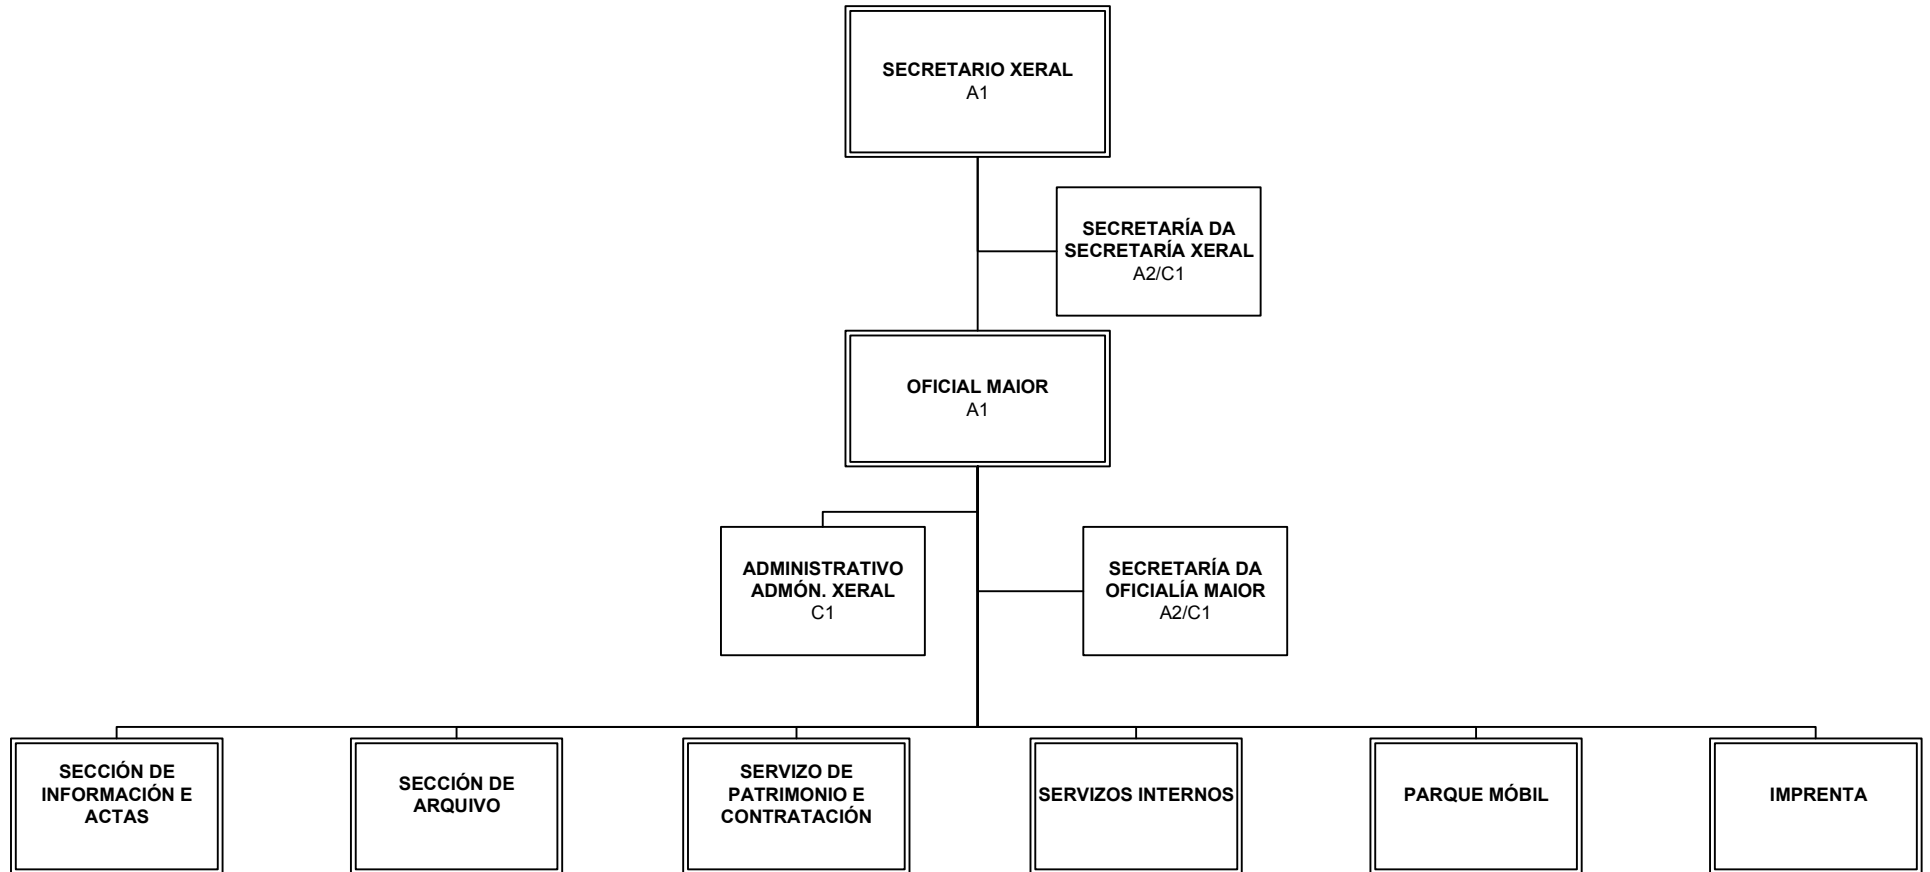 SECRETARIO XERAL
A1
SECRETARÍA DA
SECRETARÍA XERAL
A2/C1
OFICIAL MAIOR
A1
ADMINISTRATIVO
ADMÓN. XERAL
C1
SECRETARÍA DA
OFICIALÍA MAIOR
A2/C1
SECCIÓN DE
INFORMACIÓN E
ACTAS
SECCIÓN DE
ARQUIVO
SERVIZO DE
PATRIMONIO E
CONTRATACIÓN
SERVIZOS INTERNOS
PARQUE MÓBIL
IMPRENTA